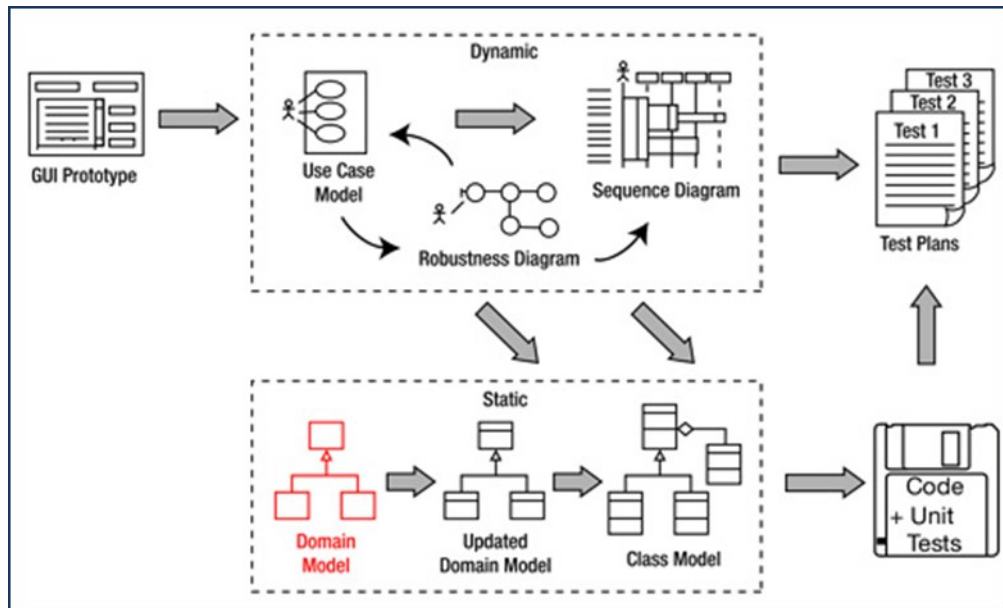 Dynamic
GUI Prototype
Use Case
Model
Robustness Diagram
Sequence Diagram
Test 3
Test 2
Test 1
Test Plans
Static
Domain
Model
Updated
Domain Model
Class Model
Code
+ Unit
Tests